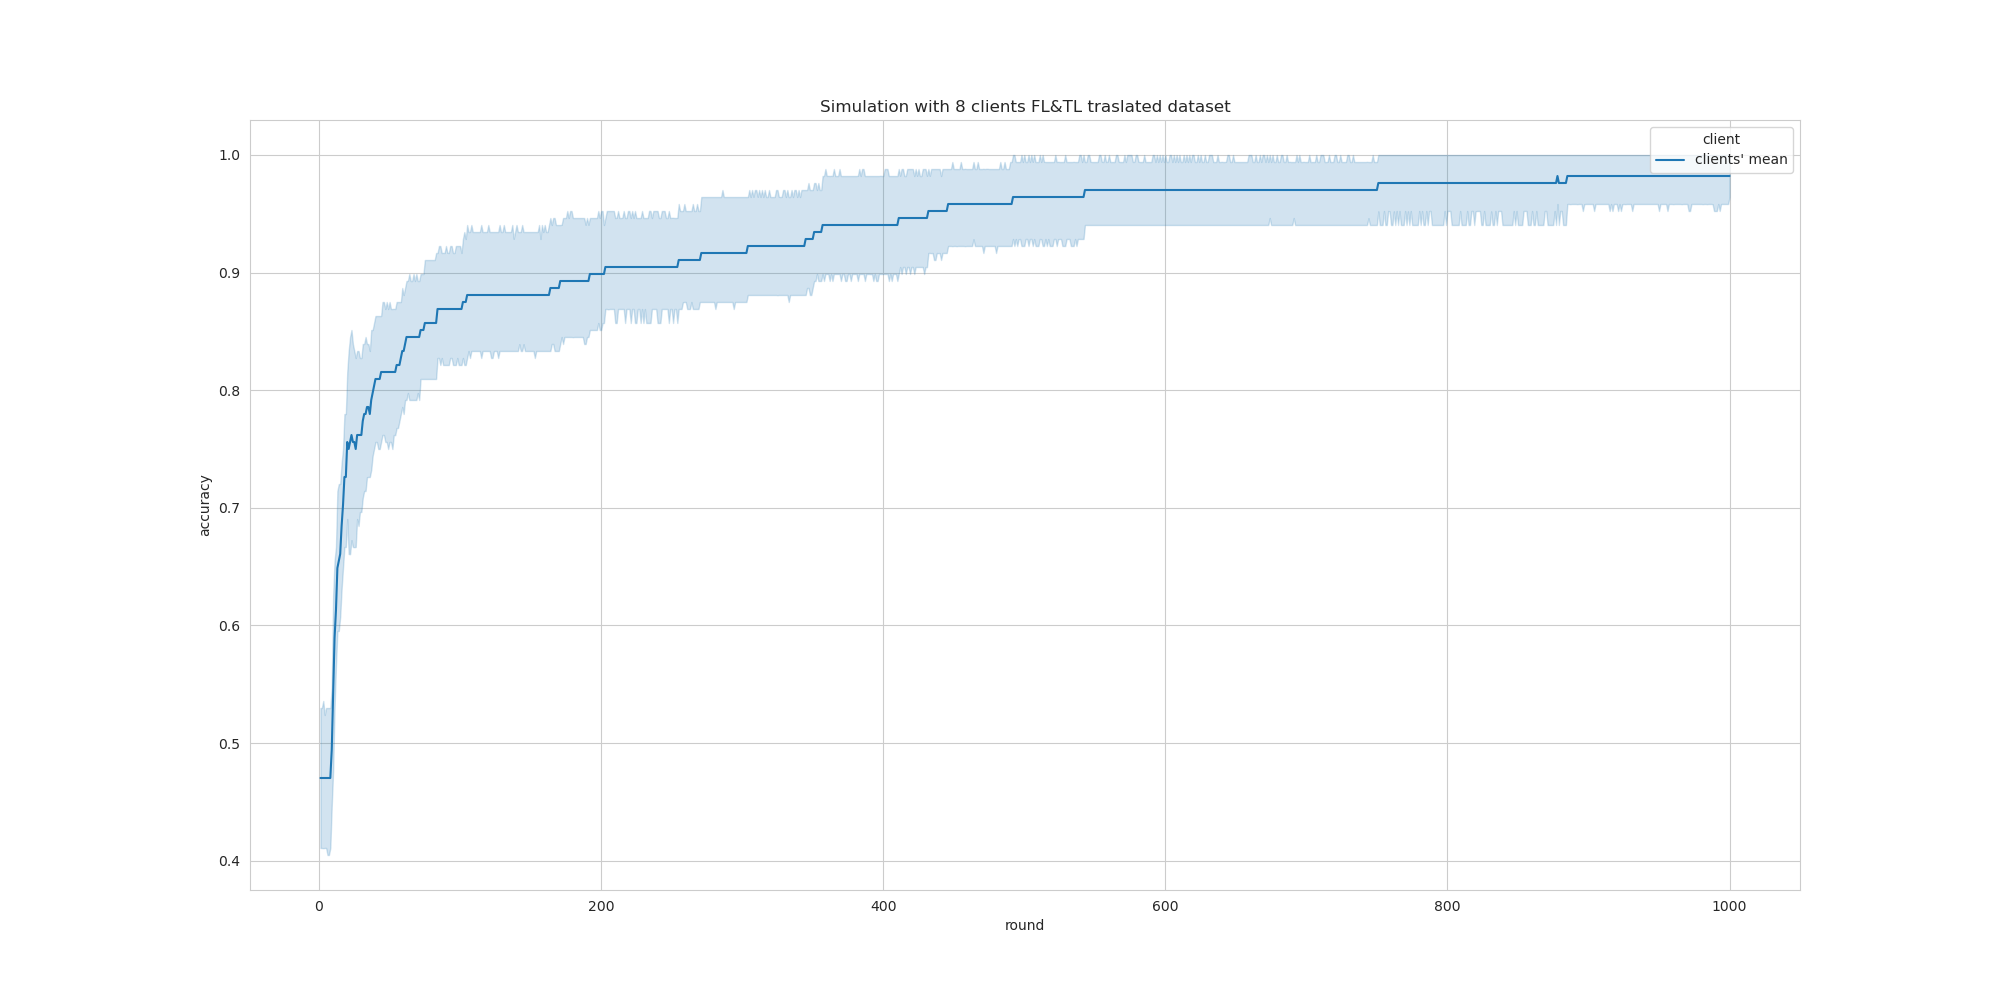 Simulation with 8 clients FL&TL traslated dataset
client
clients' mean
1.0
0.9
0.8
0.7
0.6
0.5
0.4
accuracy
0 200 400 600 800 1000
round